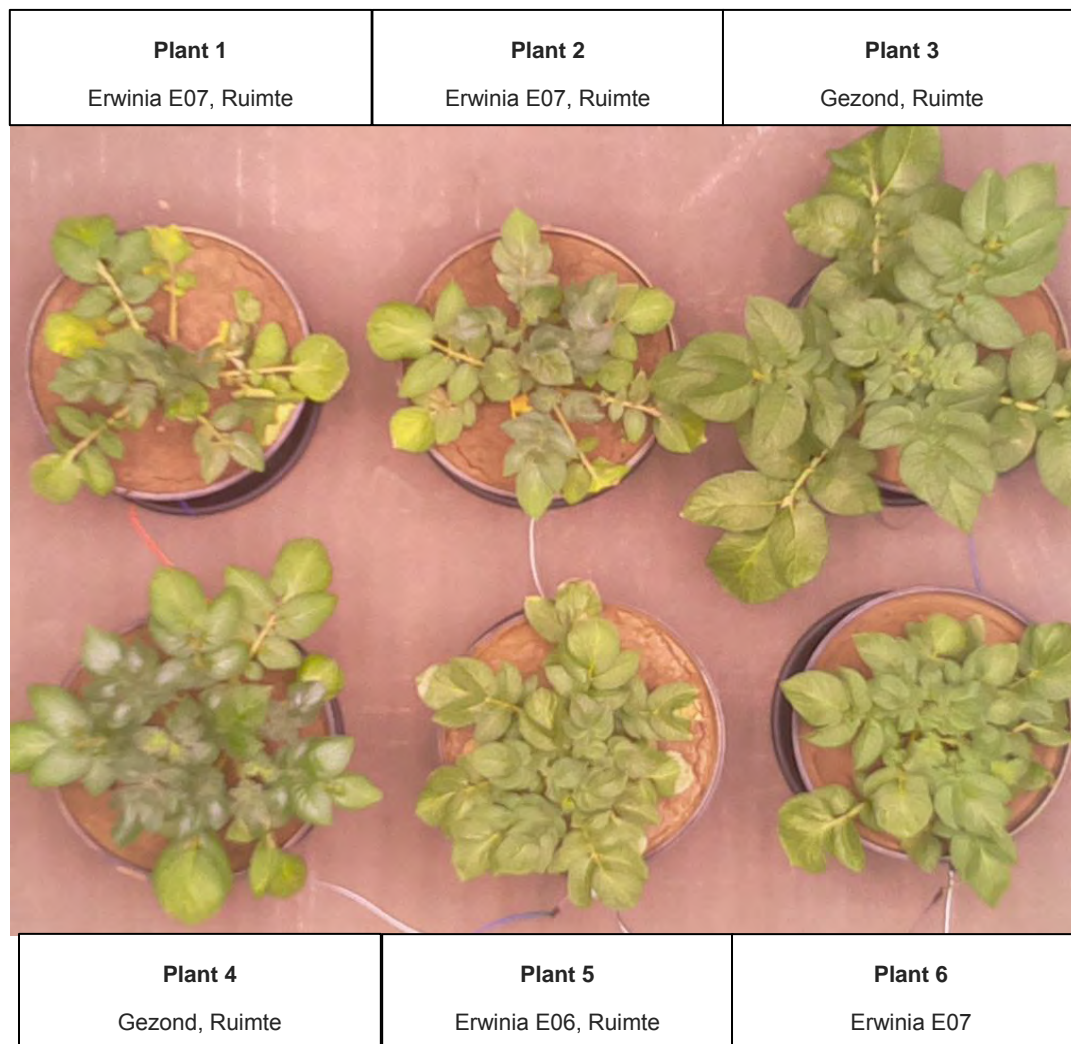 Plant 1
Erwinia E07, Ruimte
Plant 2
Erwinia E07, Ruimte
Plant 3
Gezond, Ruimte
Plant 4
Gezond, Ruimte
Plant 5
Erwinia E06, Ruimte
Plant 6
Erwinia E07